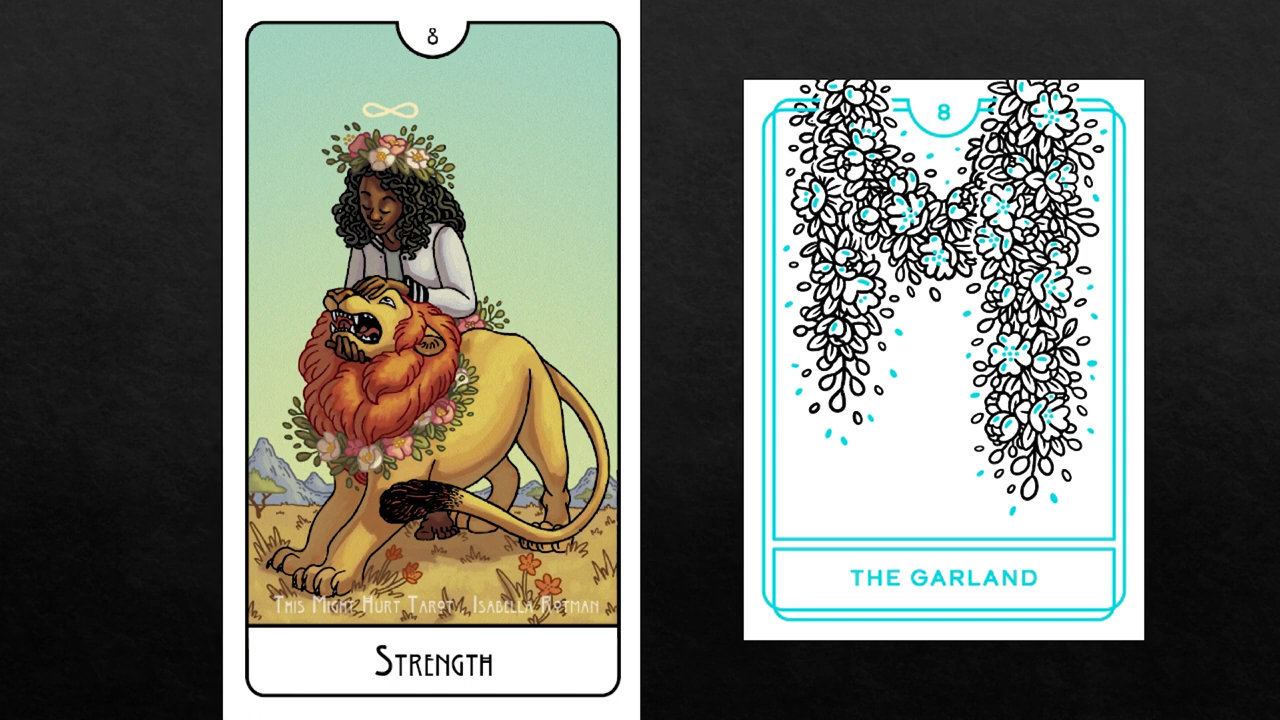 8
This Might Hurt Tarot Isabella Rotman
Strength
8
THE GARLAND